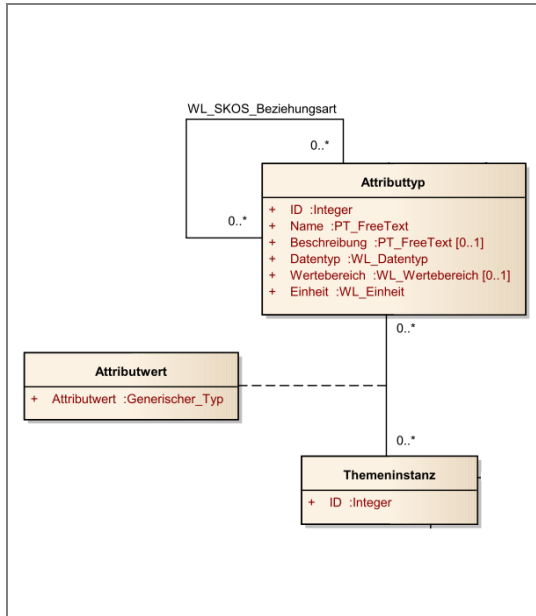 WL_SKOS_Beziehungsart
0..*
0..*
Attributtyp
+ ID :Integer
+ Name :PT_FreeText
+ Beschreibung :PT_FreeText [0..1]
+ Datentyp :WL_Datentyp
+ Wertebereich :WL_Wertebereich [0..1]
+ Einheit :WL_Einheit
0..*
Attributwert
+ Attributwert :Generischer_Typ
0..*
Themeninstanz
+ ID :Integer